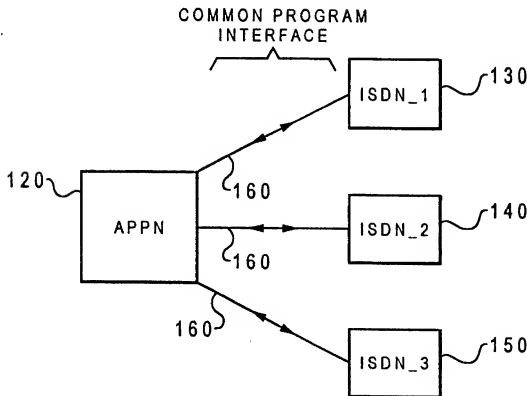 COMMON PROGRAM
INTERFACE
ISDN_1
130
120
160
APPN
ISDN_2
140
160
160
ISDN_3
150